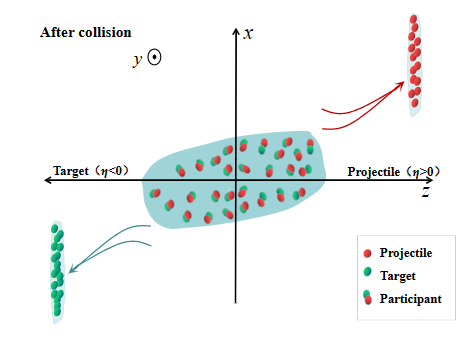 After collision
x
y
Target（η<0）
Projectile（η>0）
z
Projectile
Target
Participant